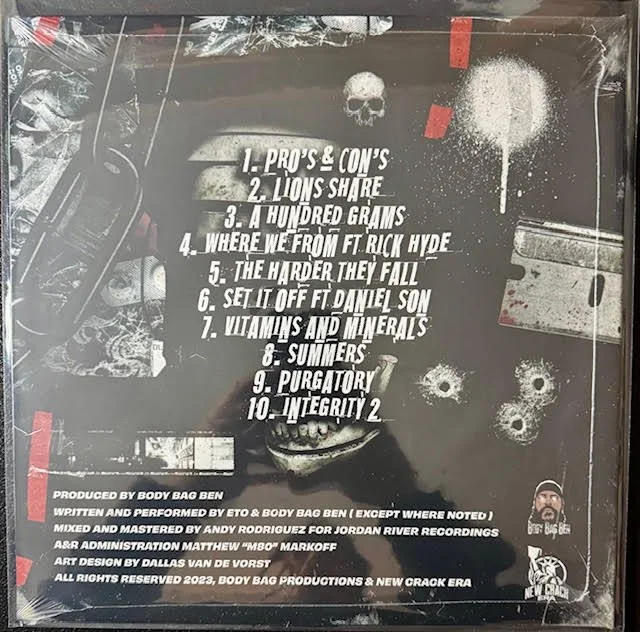 1. PRO'S & CON'S
2. LIONS SHARE
3. A HUNDRED GRAMS
4. WHERE WE FROM FT RICK HYDE
5. THE HARDER THEY FALL
6. SET IT OFF FT DANIEL SON
7. VITAMINS AND MINERALS
8. SUMMERS
9. PURGATORY
10. INTEGRITY 2
PRODUCED BY BODY BAG BEN
WRITTEN AND PERFORMED BY ETO & BODY BAG BEN ( EXCEPT WHERE NOTED )
MIXED AND MASTERED BY ANDY RODRIGUEZ FOR JORDAN RIVER RECORDINGS
A&R ADMINISTRATION MATTHEW "M80" MARKOFF
ART DESIGN BY DALLAS VAN DE VORST
ALL RIGHTS RESERVED 2023, BODY BAG PRODUCTIONS & NEW CRACK ERA
BODY BAG BEN
NEW CRACK
ERA